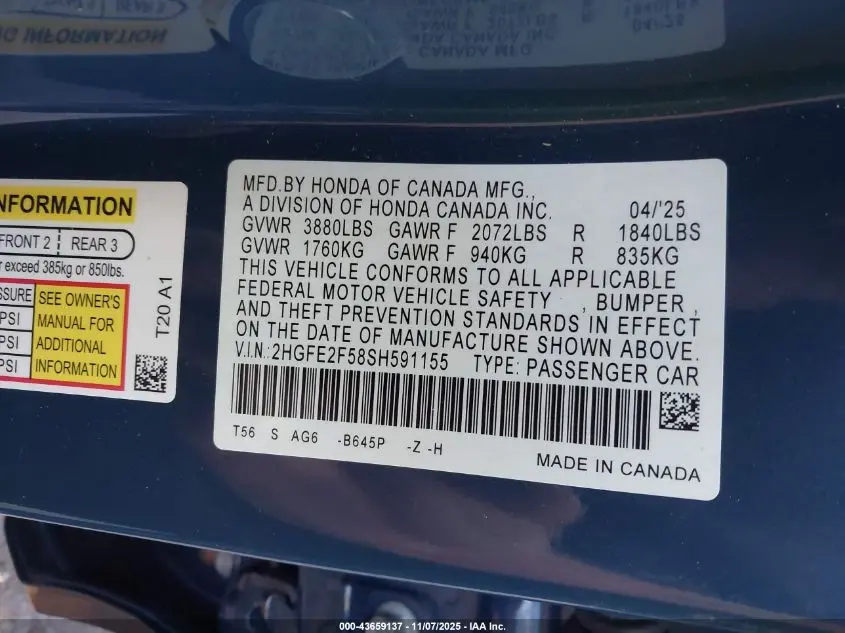 NFORMATION
FRONT 2 REAR 3
r exceed 385kg or 850lbs.
SSURE SEE OWNER'S
PSI MANUAL FOR
PSI ADDITIONAL
PSI INFORMATION
T20 A1
MFD.BY HONDA OF CANADA MFG.,
A DIVISION OF HONDA CANADA INC. 04/'25
GVWR 3880LBS GAWR F 2072LBS R 1840LBS
GVWR 1760KG GAWR F 940KG R 835KG
THIS VEHICLE CONFORMS TO ALL APPLICABLE
FEDERAL MOTOR VEHICLE SAFETY , BUMPER ,
AND THEFT PREVENTION STANDARDS IN EFFECT
ON THE DATE OF MANUFACTURE SHOWN ABOVE.
V.I.N.: 2HGFE2F58SH591155 TYPE: PASSENGER CAR
T56 S AG6 -B645P -Z -H
MADE IN CANADA
000-43659137 - 11/07/2025 - IAA Inc.